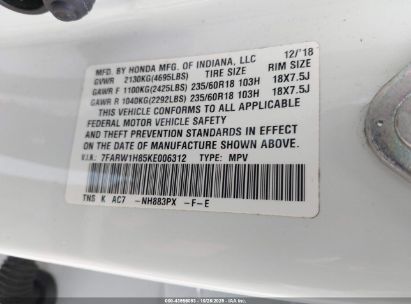 MFD. BY HONDA MFG. OF INDIANA, LLC 12/'18
GVWR 2130KG(4695LBS) TIRE SIZE RIM SIZE
GAWR F 1100KG(2425LBS) 235/60R18 103H 18X7.5J
GAWR R 1040KG(2292LBS) 235/60R18 103H 18X7.5J
THIS VEHICLE CONFORMS TO ALL APPLICABLE
FEDERAL MOTOR VEHICLE SAFETY
AND THEFT PREVENTION STANDARDS IN EFFECT
ON THE DATE OF MANUFACTURE SHOWN ABOVE.
V.I.N.: 7FARW1H85KE006312 TYPE: MPV
TNS K AC7 -NH883PX -F-E